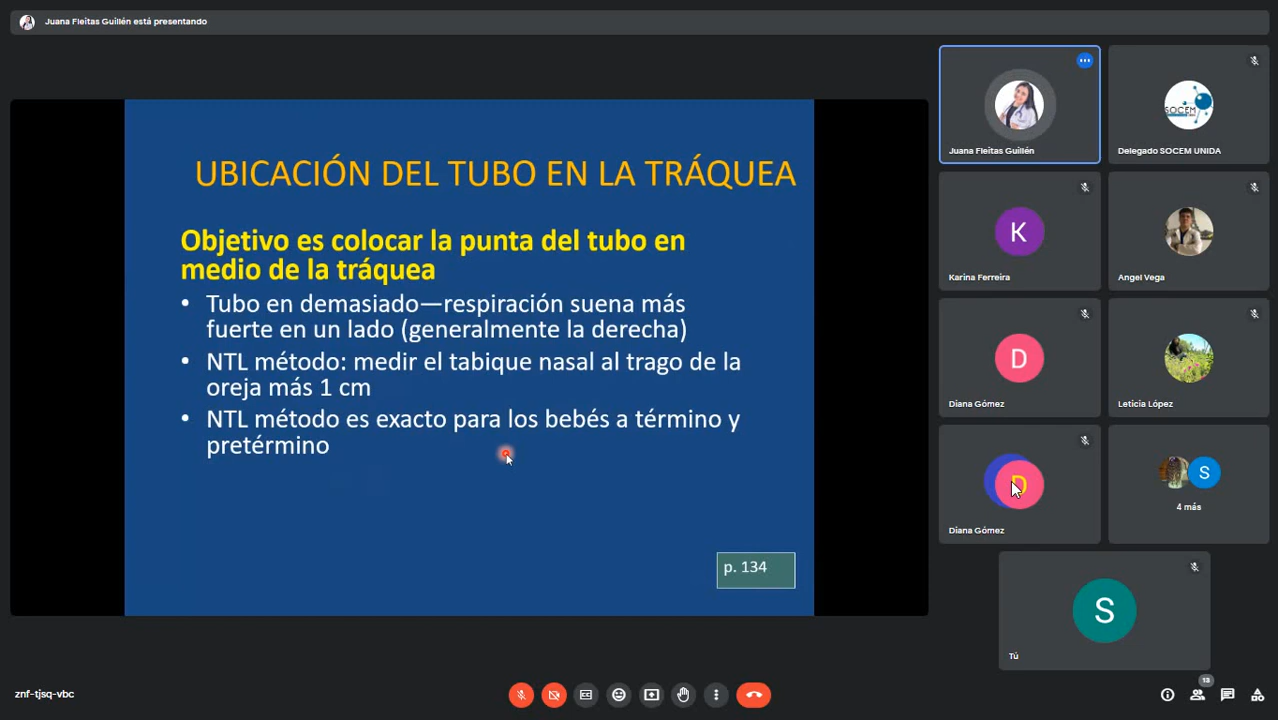 Juana Fleitas Guillén está presentando
UBICACIÓN DEL TUBO EN LA TRÁQUEA
Objetivo es colocar la punta del tubo en
medio de la tráquea
• Tubo en demasiado—respiración suena más
fuerte en un lado (generalmente la derecha)
• NTL método: medir el tabique nasal al trago de la
oreja más 1 cm
• NTL método es exacto para los bebés a término y
pretérmino
p. 134
Juana Fleitas Guillén
SOCEM
Delegado SOCEM UNIDA
K
Karina Ferreira
Angel Vega
D
Diana Gómez
Leticia López
D
Diana Gómez
S
4 más
S
Tú
znf-tjsq-vbc
13